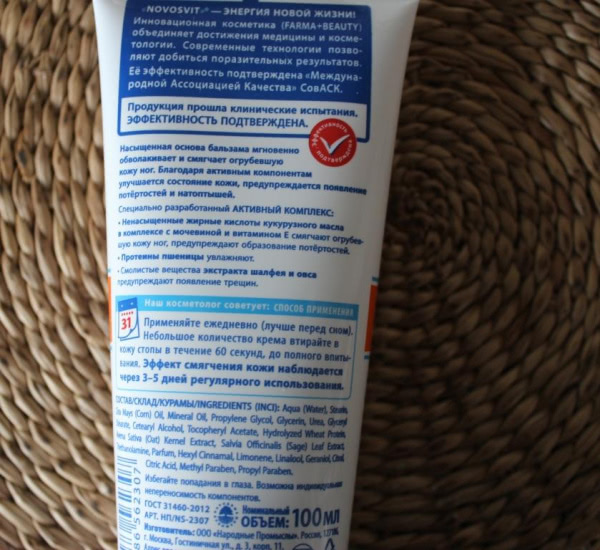 «NOVOSVIT®» — ЭНЕРГИЯ НОВОЙ ЖИЗНИ!
Инновационная косметика (FARMA+BEAUTY)
объединяет достижения медицины и косме-
тологии. Современные технологии позво-
ляют добиться поразительных результатов.
Её эффективность подтверждена «Междуна-
родной Ассоциацией Качества» СовАСК.
Продукция прошла клинические испытания.
ЭФФЕКТИВНОСТЬ ПОДТВЕРЖДЕНА.
Эффективность подтверждена
Насыщенная основа бальзама мгновенно
обволакивает и смягчает огрубевшую
кожу ног. Благодаря активным компонентам
улучшается состояние кожи, предупреждается появление
потёртостей и натоптышей.
Специально разработанный АКТИВНЫЙ КОМПЛЕКС:
• Ненасыщенные жирные кислоты кукурузного масла
в комплексе с мочевиной и витамином Е смягчают огрубев-
шую кожу ног, предупреждают образование потёртостей.
• Протеины пшеницы увлажняют.
• Смолистые вещества экстракта шалфея и овса
предупреждают появление трещин.
Наш косметолог советует: СПОСОБ ПРИМЕНЕНИЯ
31
Применяйте ежедневно (лучше перед сном).
Небольшое количество крема втирайте в
кожу стопы в течение 60 секунд, до полного впиты-
вания. Эффект смягчения кожи наблюдается
через 3–5 дней регулярного использования.
СОСТАВ/СКЛАД/КУРАМЫ/INGREDIENTS (INCI): Aqua (Water), Stearin,
Zea Mays (Corn) Oil, Mineral Oil, Propylene Glycol, Glycerin, Urea, Glyceryl
Stearate, Cetearyl Alcohol, Tocopheryl Acetate, Hydrolyzed Wheat Protein,
Avena Sativa (Oat) Kernel Extract, Salvia Officinalis (Sage) Leaf Extract,
Triethanolamine, Parfum, Hexyl Cinnamal, Limonene, Linalool, Geraniol, Citral,
Citric Acid, Methyl Paraben, Propyl Paraben.
Избегайте попадания в глаза. Возможна индивидуальная
непереносимость компонентов.
ГОСТ 31460-2012
АРТ. НП/NS-2307
Номинальный
ОБЪЕМ: 100 МЛ
Изготовитель: ООО «Народные Промыслы», Россия,
г. Москва, Гостиничная ул., д. 3, корп. 11,
86 562307